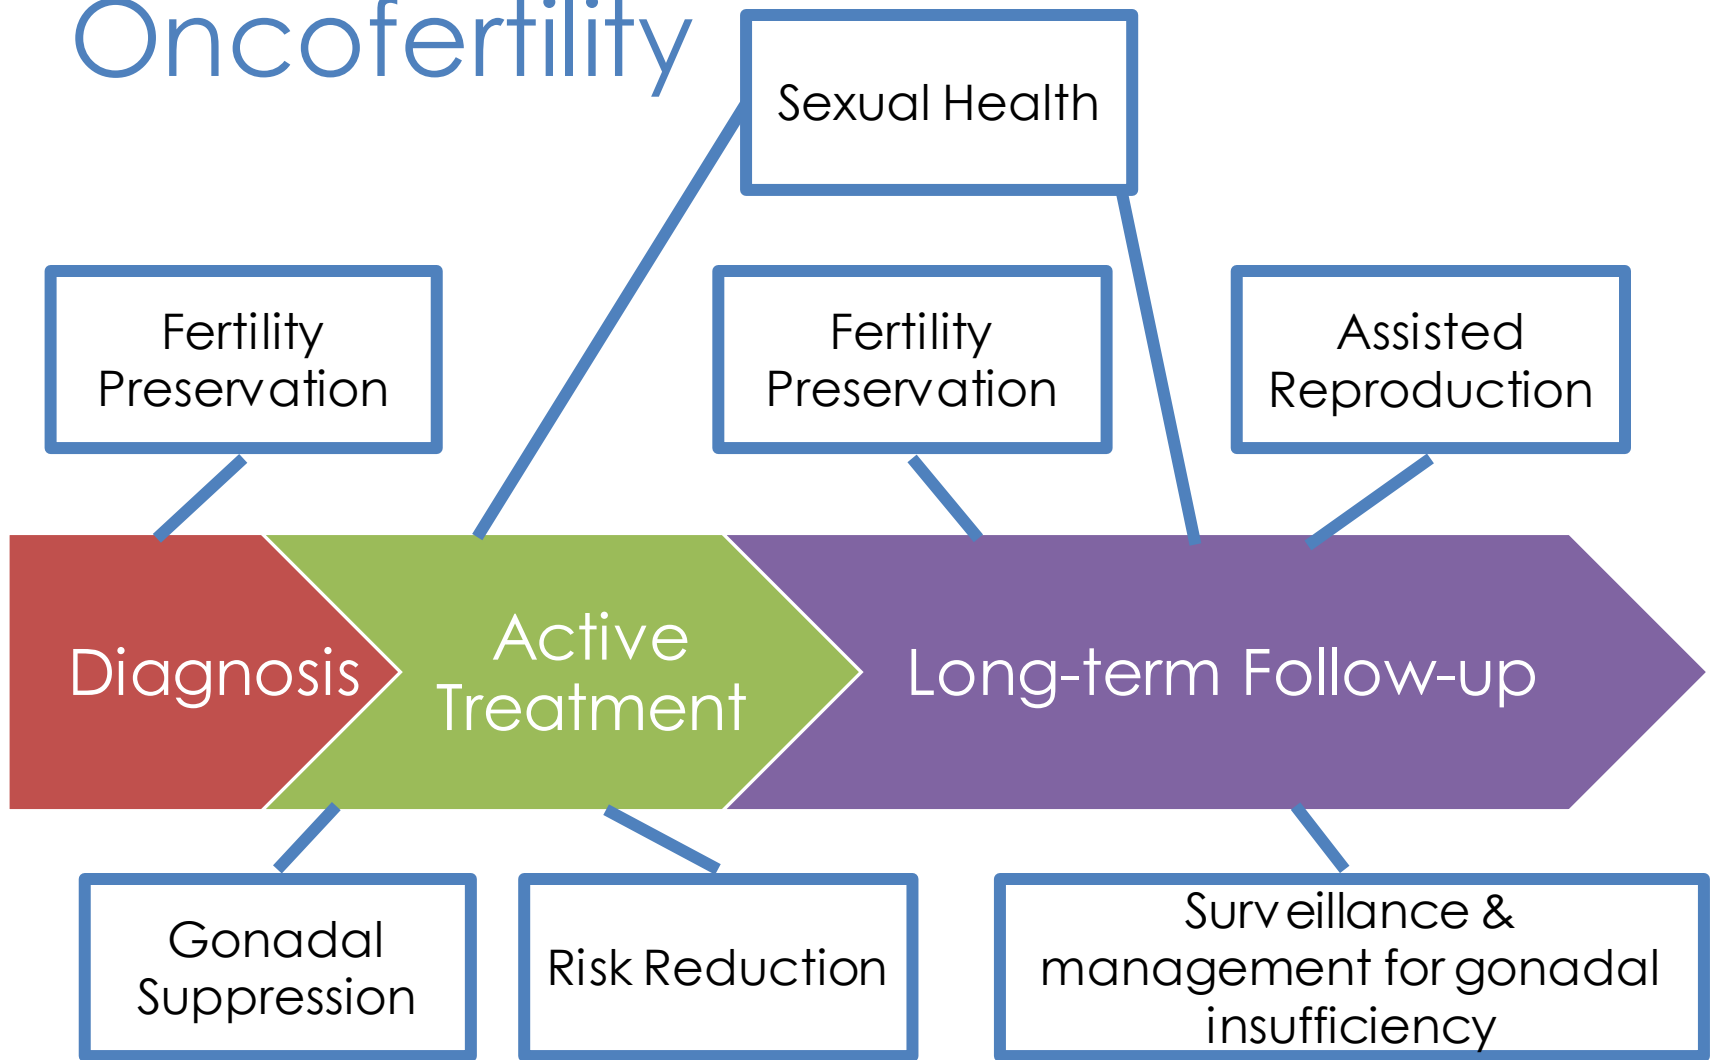 Oncofertility
Sexual Health
Fertility
Preservation
Fertility
Preservation
Assisted
Reproduction
Diagnosis
Active
Treatment
Long-term Follow-up
Gonadal
Suppression
Risk Reduction
Surveillance &
management for gonadal
insufficiency